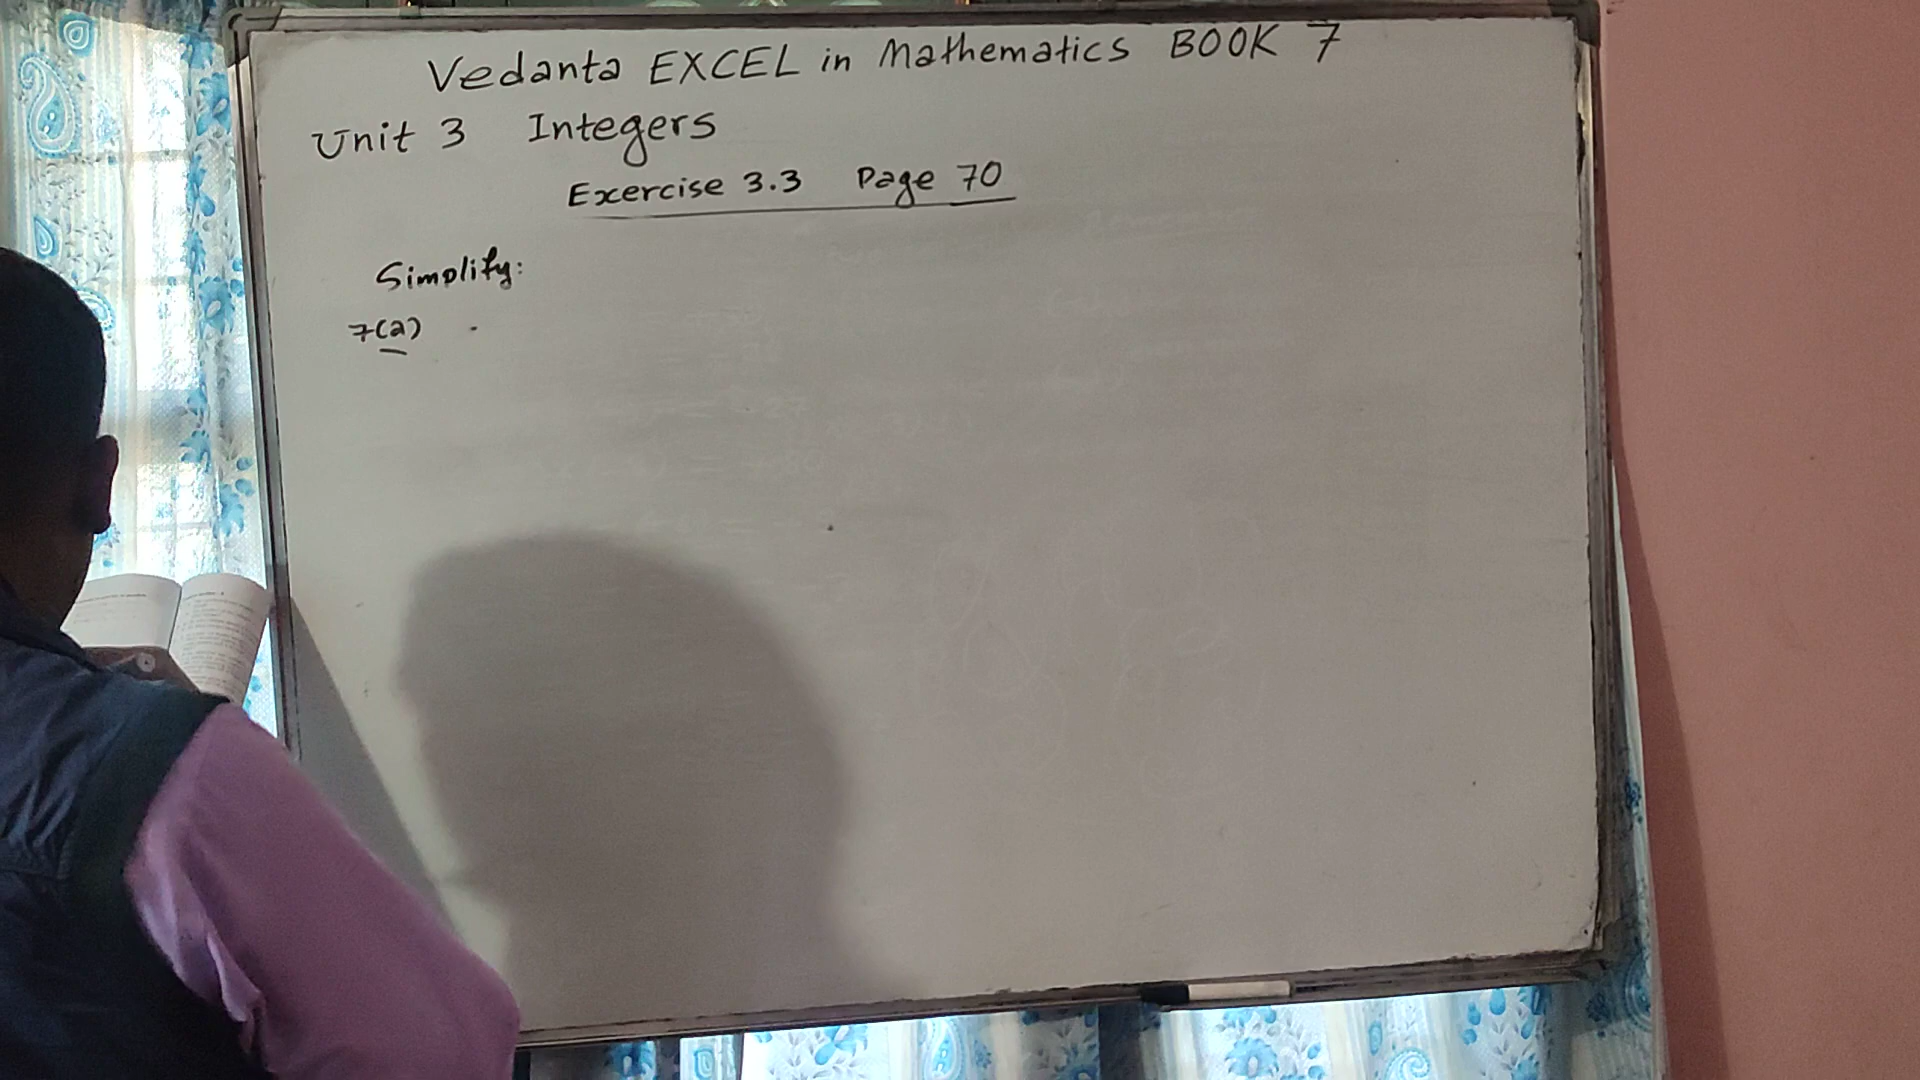 Vedanta EXCEL in Mathematics BOOK 7
Unit 3 Integers
Exercise 3.3 Page 70
Simplify:
7(a)